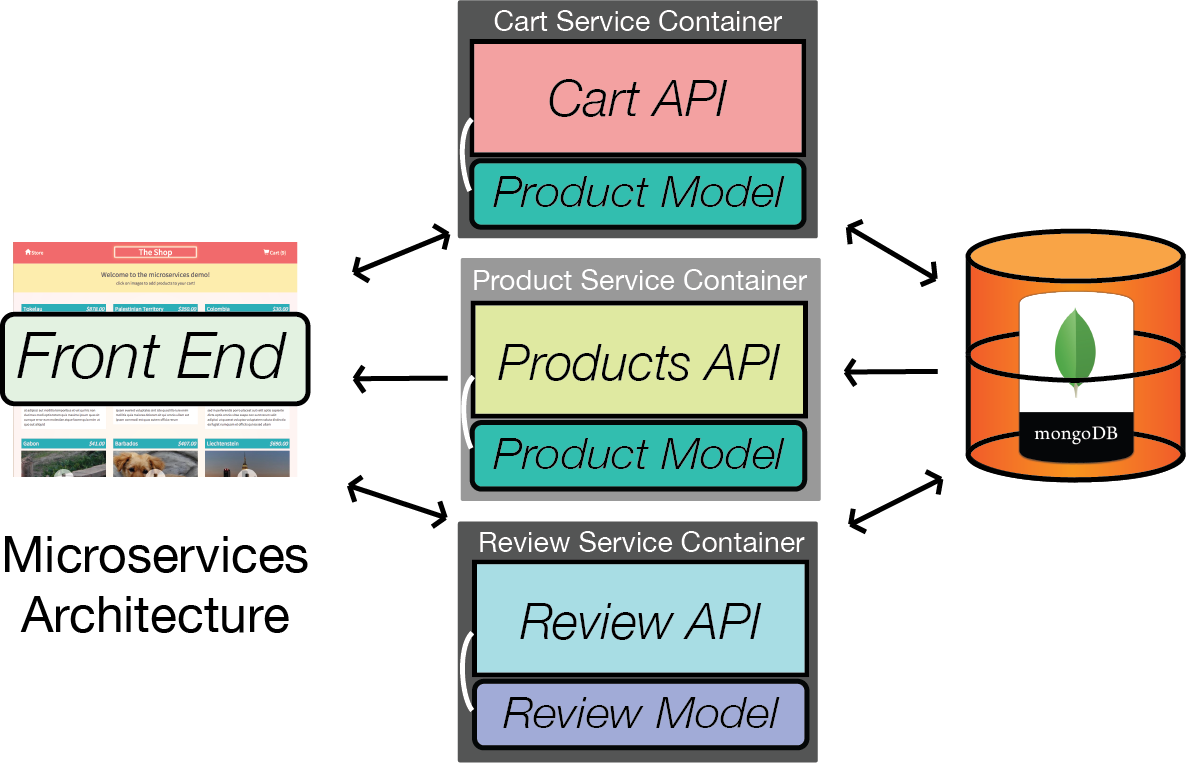 Cart Service Container
Cart API
Product Model
Store
The Shop
Cart (0)
Welcome to the microservices demo!
click on images to add products to your cart!
Tokelau $878.00 Palestinian Territory $250.00 Colombia $30.00
Front End
Gabon $41.00 Barbados $497.00 Liechtenstein $690.00
Microservices
Architecture
Product Service Container
Products API
Product Model
Review Service Container
Review API
Review Model
mongoDB